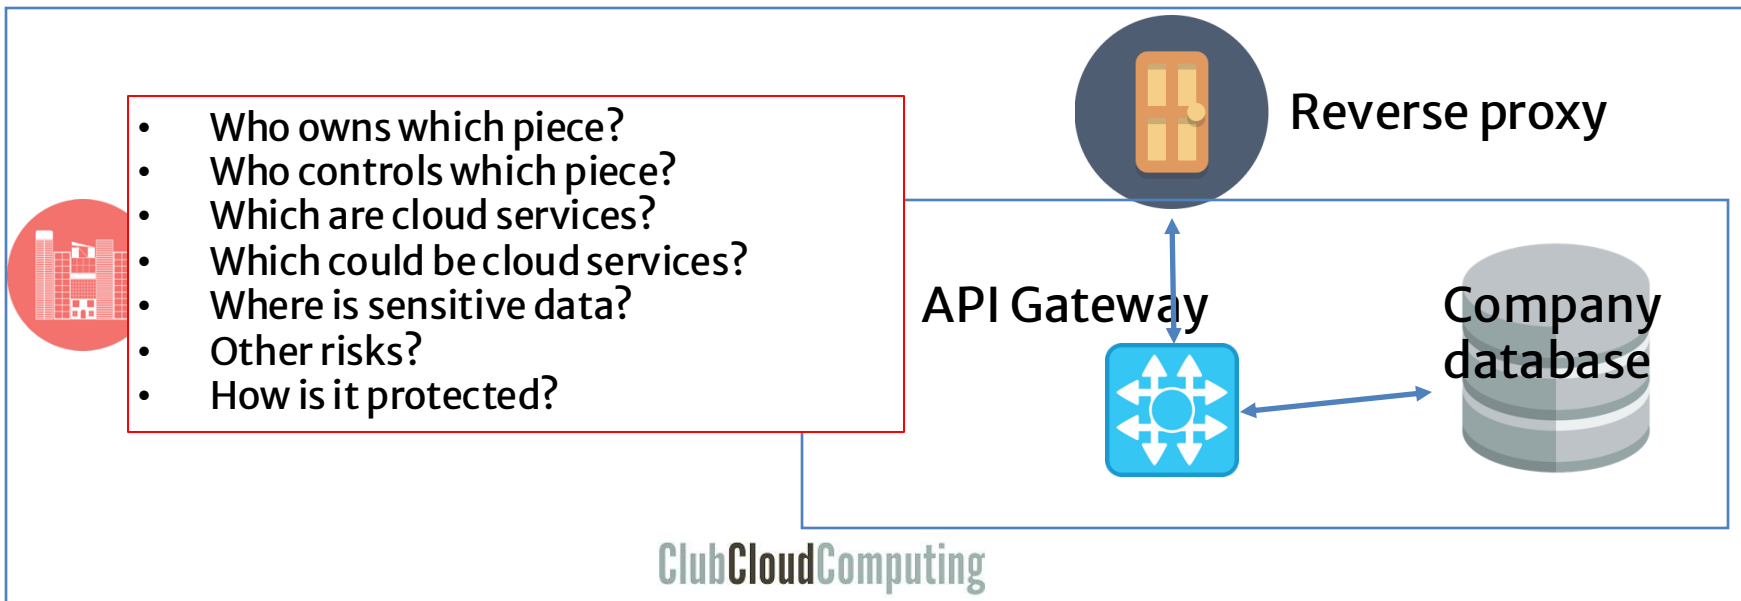 • Who owns which piece?
• Who controls which piece?
• Which are cloud services?
• Which could be cloud services?
• Where is sensitive data?
• Other risks?
• How is it protected?
Reverse proxy
API Gateway
Company
database
ClubCloudComputing